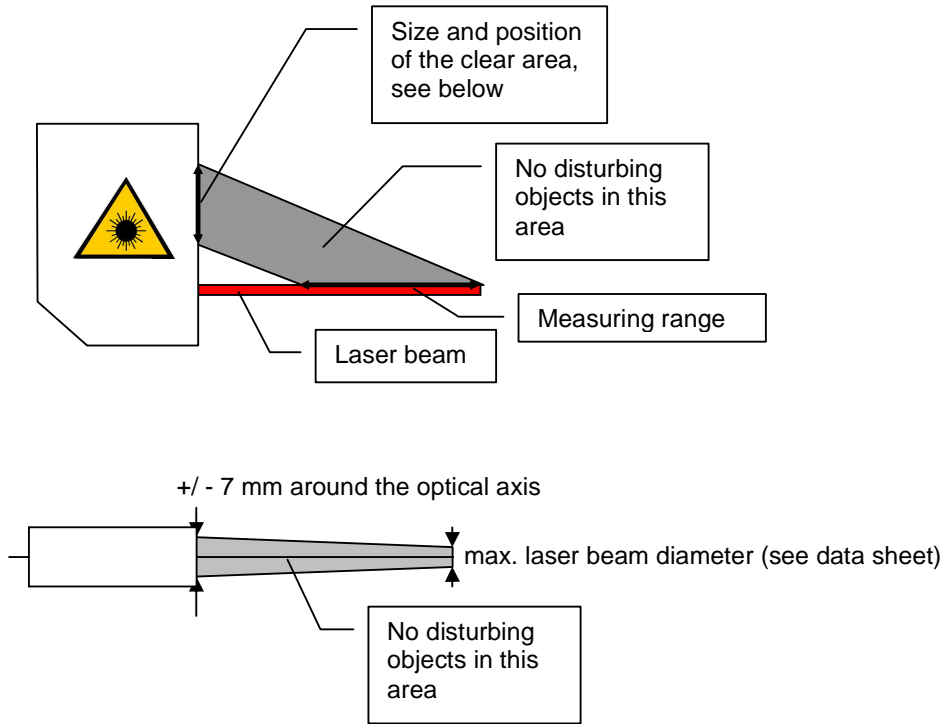 Size and position
of the clear area,
see below
No disturbing
objects in this
area
Measuring range
Laser beam
+/ - 7 mm around the optical axis
max. laser beam diameter (see data sheet)
No disturbing
objects in this
area